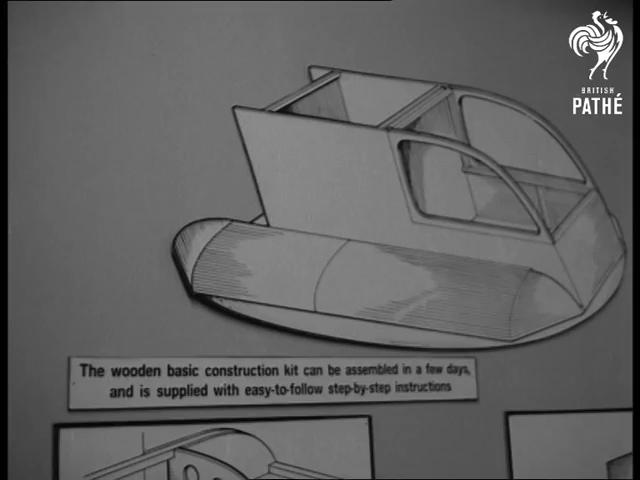 BRITISH
PATHÉ
The wooden basic construction kit can be assembled in a few days,
and is supplied with easy-to-follow step-by-step instructions